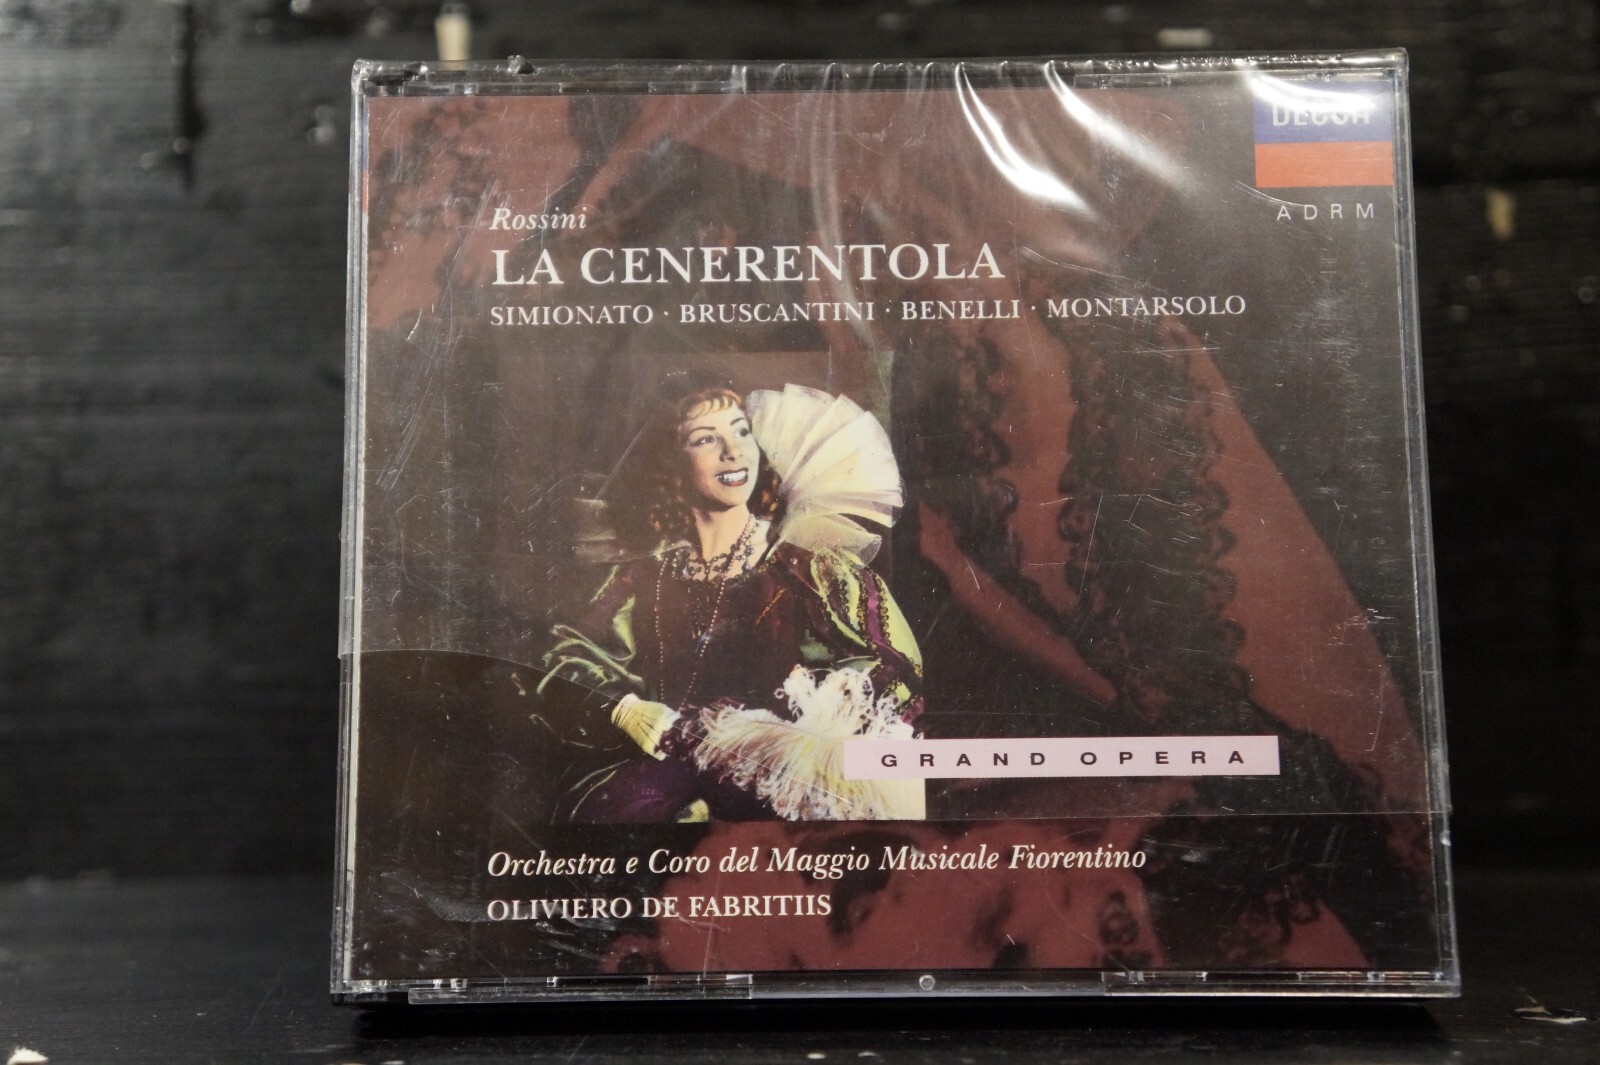 DECCA
ADRM
Rossini
LA CENERENTOLA
SIMIONATO · BRUSCANTINI · BENELLI · MONTARSOLO
GRAND OPERA
Orchestra e Coro del Maggio Musicale Fiorentino
OLIVIERO DE FABRITIIS